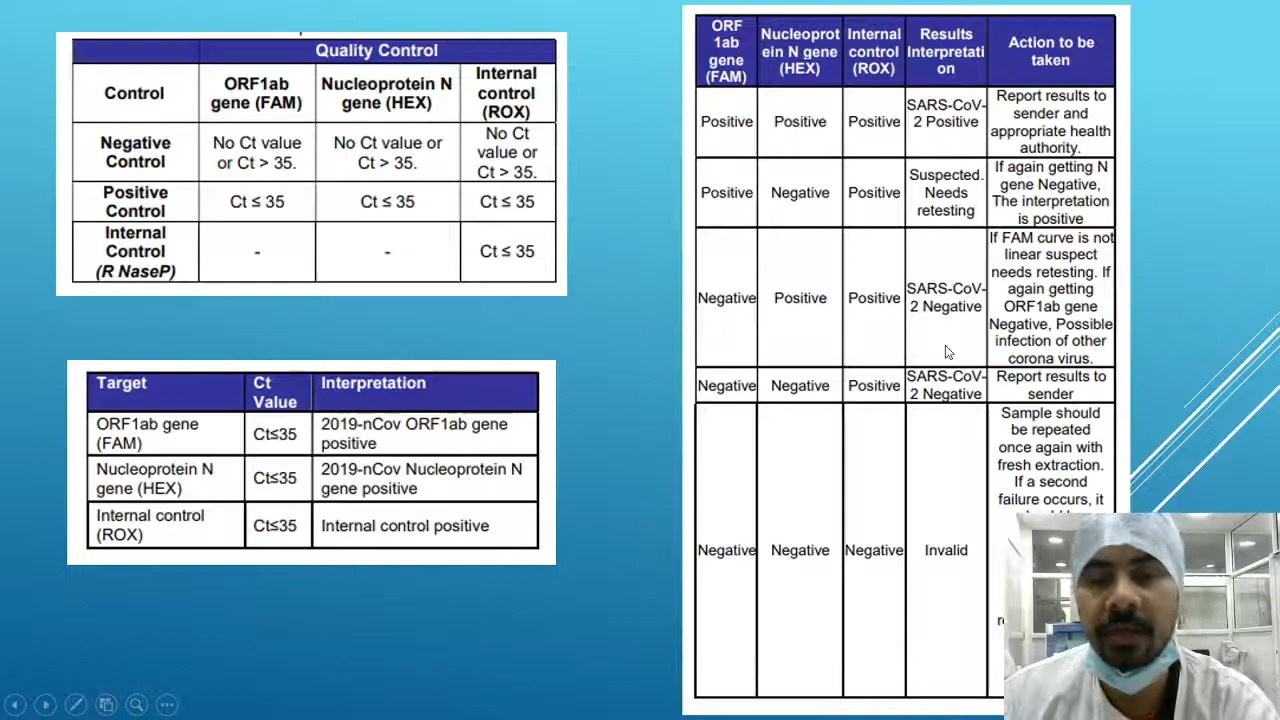 Quality Control
Control
ORF1ab
gene (FAM)
Nucleoprotein N
gene (HEX)
Internal
control
(ROX)
Negative
Control
No Ct value
or Ct > 35.
No Ct value or
Ct > 35.
No Ct
value or
Ct > 35.
Positive
Control
Ct ≤ 35
Ct ≤ 35
Ct ≤ 35
Internal
Control
(R NaseP)
-
-
Ct ≤ 35
Target
Ct
Value
Interpretation
ORF1ab gene
(FAM)
Ct≤35
2019-nCov ORF1ab gene
positive
Nucleoprotein N
gene (HEX)
Ct≤35
2019-nCov Nucleoprotein N
gene positive
Internal control
(ROX)
Ct≤35
Internal control positive
ORF
1ab
gene
(FAM)
Nucleoprot
ein N gene
(HEX)
Internal
control
(ROX)
Results
Interpretati
on
Action to be
taken
Positive
Positive
Positive
SARS-CoV-
2 Positive
Report results to
sender and
appropriate health
authority.
Positive
Negative
Positive
Suspected.
Needs
retesting
If again getting N
gene Negative,
The interpretation
is positive
Negative
Positive
Positive
SARS-CoV-
2 Negative
If FAM curve is not
linear suspect
needs retesting. If
again getting
ORF1ab gene
Negative, Possible
infection of other
corona virus.
Negative
Negative
Positive
SARS-CoV-
2 Negative
Report results to
sender
Negative
Negative
Negative
Invalid
Sample should
be repeated
once again with
fresh extraction.
If a second
failure occurs, it